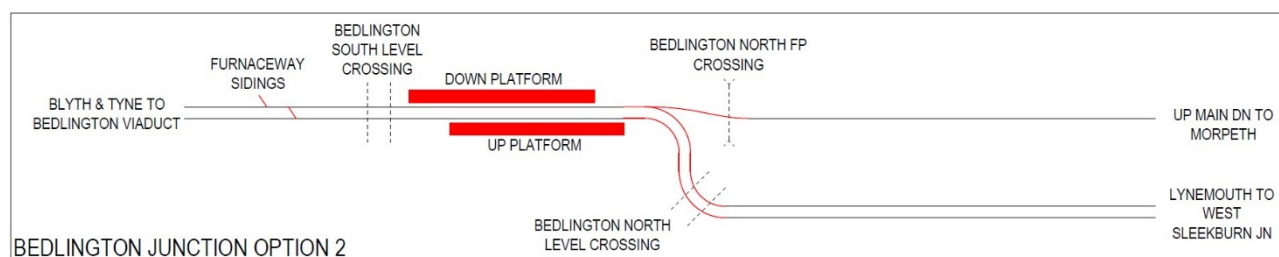 BEDLINGTON
SOUTH LEVEL
CROSSING
BEDLINGTON NORTH FP
CROSSING
FURNACEWAY
SIDINGS
DOWN PLATFORM
BLYTH & TYNE TO
BEDLINGTON VIADUCT
UP MAIN DN TO
MORPETH
UP PLATFORM
LYNEMOUTH TO
WEST
SLEEKBURN JN
BEDLINGTON NORTH
LEVEL CROSSING
BEDLINGTON JUNCTION OPTION 2